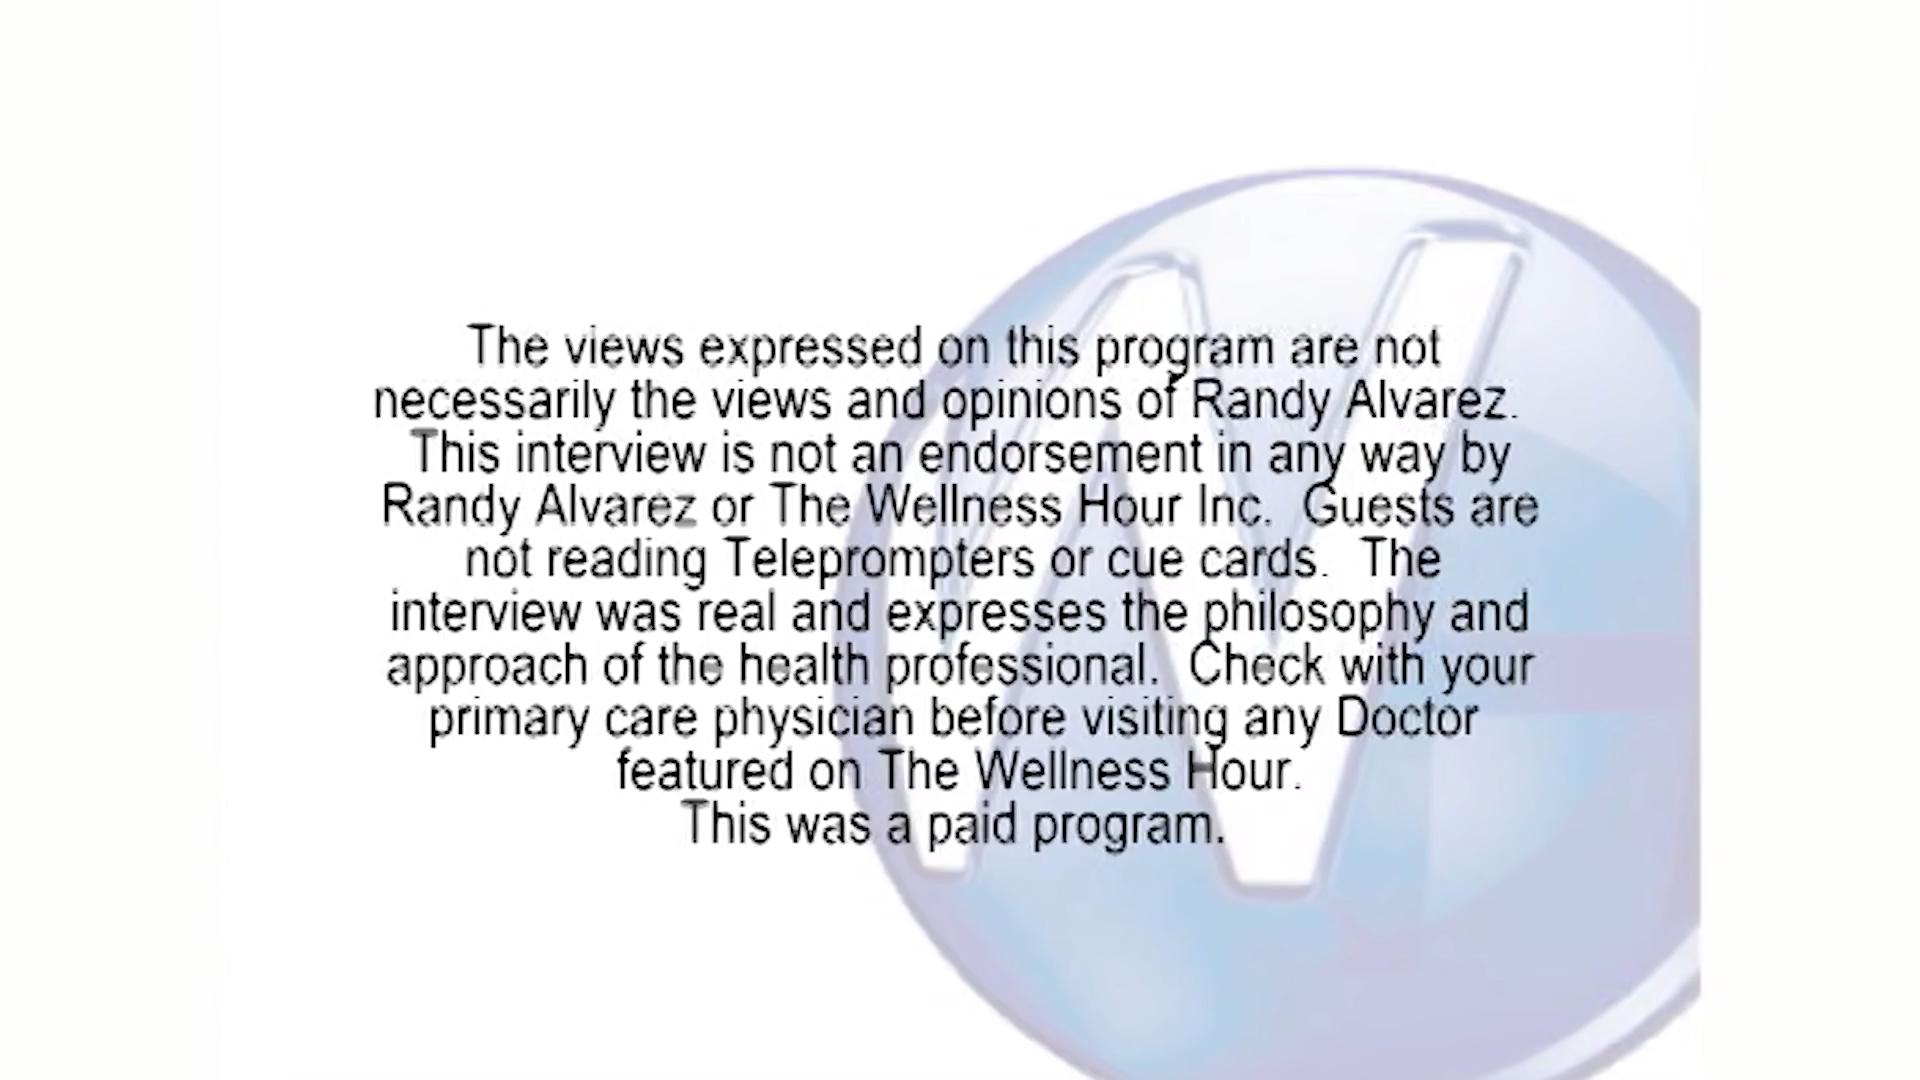 The views expressed on this program are not
necessarily the views and opinions of Randy Alvarez.
This interview is not an endorsement in any way by
Randy Alvarez or The Wellness Hour Inc.  Guests are
not reading Teleprompters or cue cards.  The
interview was real and expresses the philosophy and
approach of the health professional.  Check with your
primary care physician before visiting any Doctor
featured on The Wellness Hour.
This was a paid program.
W